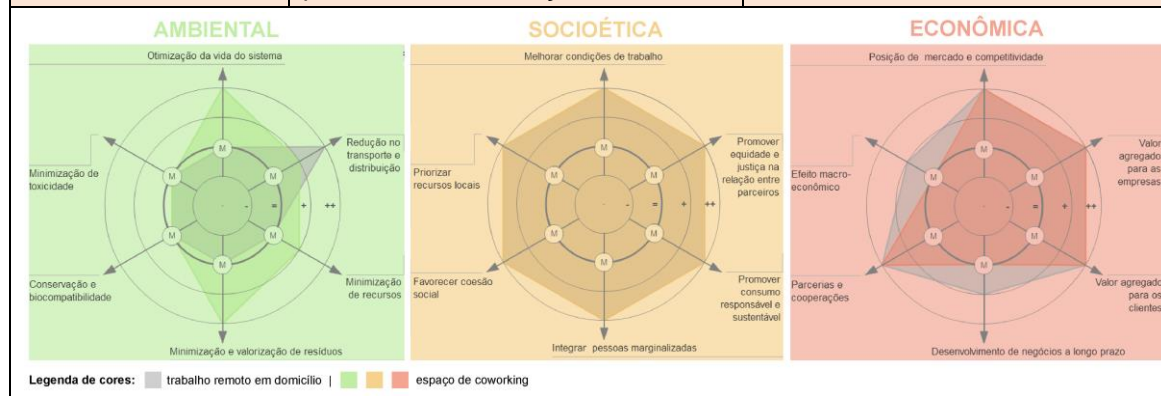 AMBIENTAL
Otimização da vida do sistema
Redução no
transporte e
distribuição
Minimização de
toxicidade
M
M
M
M
M
M
-
=
+
++
Conservação e
biocompatibilidade
Minimização
de recursos
Minimização e valorização de resíduos
SOCIOÉTICA
Melhorar condições de trabalho
Promover
equidade e
justiça na
relação entre
parceiros
Priorizar
recursos locais
M
M
M
M
M
M
-
=
+
++
Favorecer coesão
social
Promover
consumo
responsável e
sustentável
Integrar pessoas marginalizadas
ECONÔMICA
Posição de mercado e competitividade
Valor
agregado
para as
empresas
Efeito macro-
econômico
M
M
M
M
M
M
-
=
+
++
Parcerias e
cooperações
Valor agregado
para os
clientes
Desenvolvimento de negócios a longo prazo
Legenda de cores: trabalho remoto em domicílio | espaço de coworking